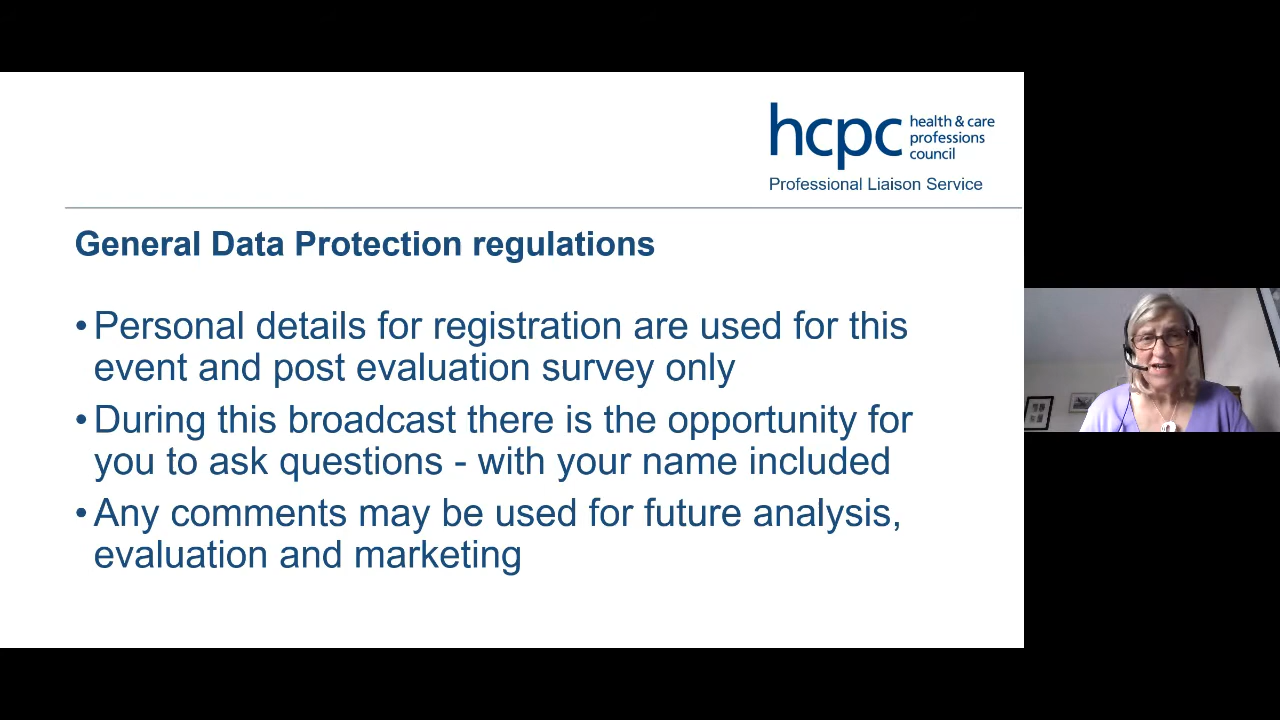 hcpc health & care
professions
council
Professional Liaison Service
General Data Protection regulations
•Personal details for registration are used for this
event and post evaluation survey only
•During this broadcast there is the opportunity for
you to ask questions - with your name included
•Any comments may be used for future analysis,
evaluation and marketing